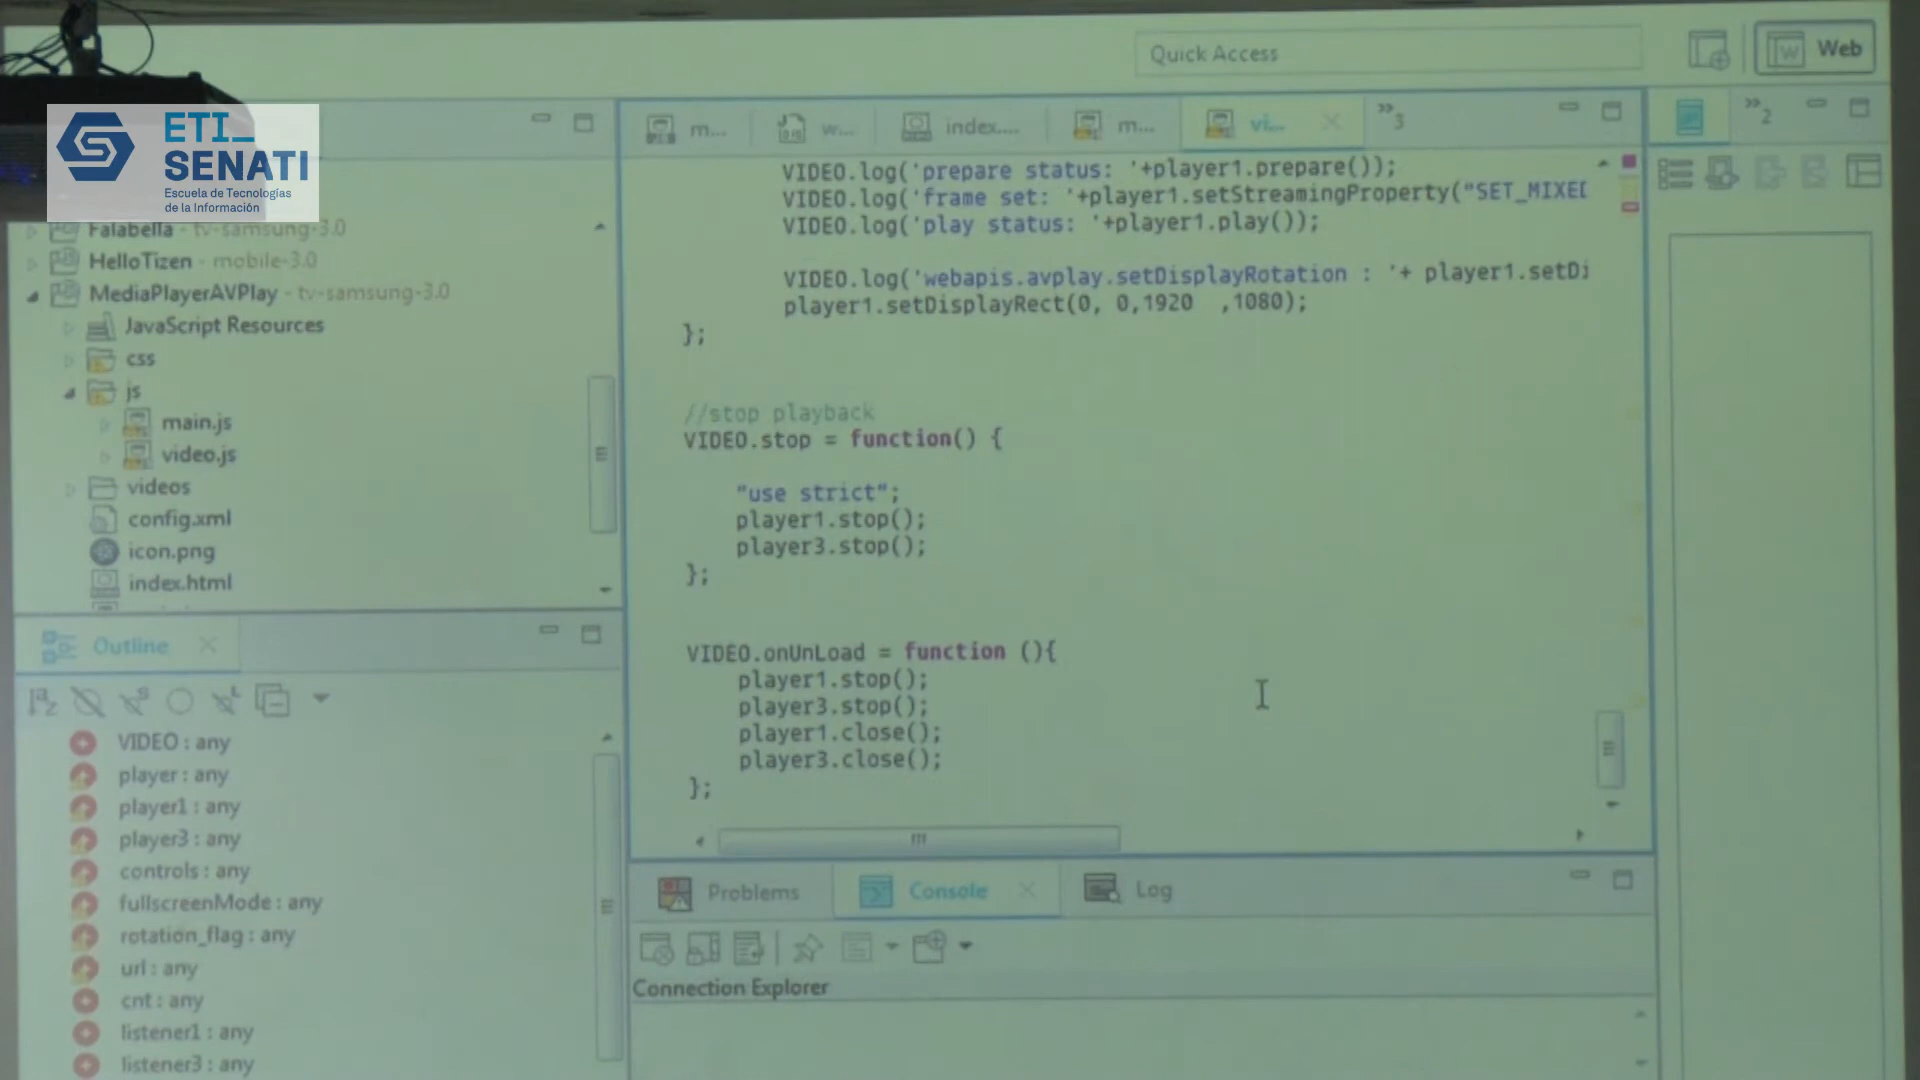 Quick Access
Web
ETI_
SENATI
Escuela de Tecnologías
de la Información
Falabella - tv-samsung-3.0
HelloTizen - mobile-3.0
MediaPlayerAVPlay - tv-samsung-3.0
JavaScript Resources
css
js
main.js
video.js
videos
config.xml
icon.png
index.html
Outline
VIDEO : any
player : any
player1 : any
player3 : any
controls : any
fullscreenMode : any
rotation_flag : any
url : any
cnt : any
listener1 : any
listener3 : any
m...
w...
index....
m...
vi...
»3
»2
VIDEO.log('prepare status: '+player1.prepare());
VIDEO.log('frame set: '+player1.setStreamingProperty("SET_MIXED
VIDEO.log('play status: '+player1.play());
VIDEO.log('webapis.avplay.setDisplayRotation : '+ player1.setDi
player1.setDisplayRect(0, 0,1920  ,1080);
};
//stop playback
VIDEO.stop = function() {
"use strict";
player1.stop();
player3.stop();
};
VIDEO.onUnLoad = function (){
player1.stop();
player3.stop();
player1.close();
player3.close();
};
Problems
Console
Log
Connection Explorer